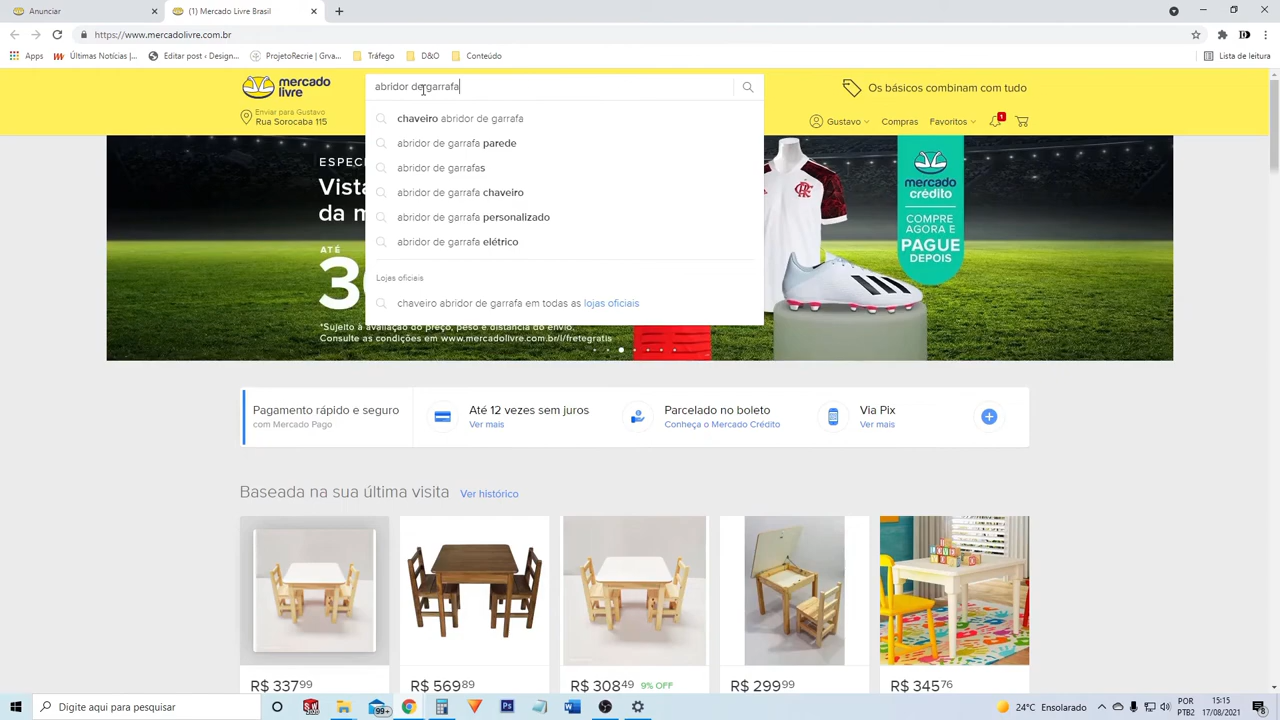 Anunciar
(1) Mercado Livre Brasil
https://www.mercadolivre.com.br
Apps
Últimas Notícias |...
Editar post ‹ Design...
ProjetoRecrie | Grva...
Tráfego
D&O
Conteúdo
Lista de leitura
mercado
livre
abridor de garrafa
Os básicos combinam com tudo
Enviar para Gustavo
Rua Sorocaba 115
Gustavo
Compras
Favoritos
1
chaveiro abridor de garrafa
abridor de garrafa parede
abridor de garrafas
abridor de garrafa chaveiro
abridor de garrafa personalizado
abridor de garrafa elétrico
Lojas oficiais
chaveiro abridor de garrafa em todas as lojas oficiais
ESPECI
Vista
da m
ATÉ
3
*Sujeito à avaliação do preço, peso e distância do envio.
Consulte as condições em www.mercadolivre.com.br/l/fretegratis
mercado
crédito
COMPRE
AGORA E
PAGUE
DEPOIS
Pagamento rápido e seguro
com Mercado Pago
Até 12 vezes sem juros
Ver mais
Parcelado no boleto
Conheça o Mercado Crédito
Via Pix
Ver mais
Baseada na sua última visita
Ver histórico
R$ 337 99
R$ 569 89
R$ 308 49 9% OFF
R$ 299 99
R$ 345 76
Digite aqui para pesquisar
99+
24°C Ensolarado
POR
PTB2
15:15
17/08/2021